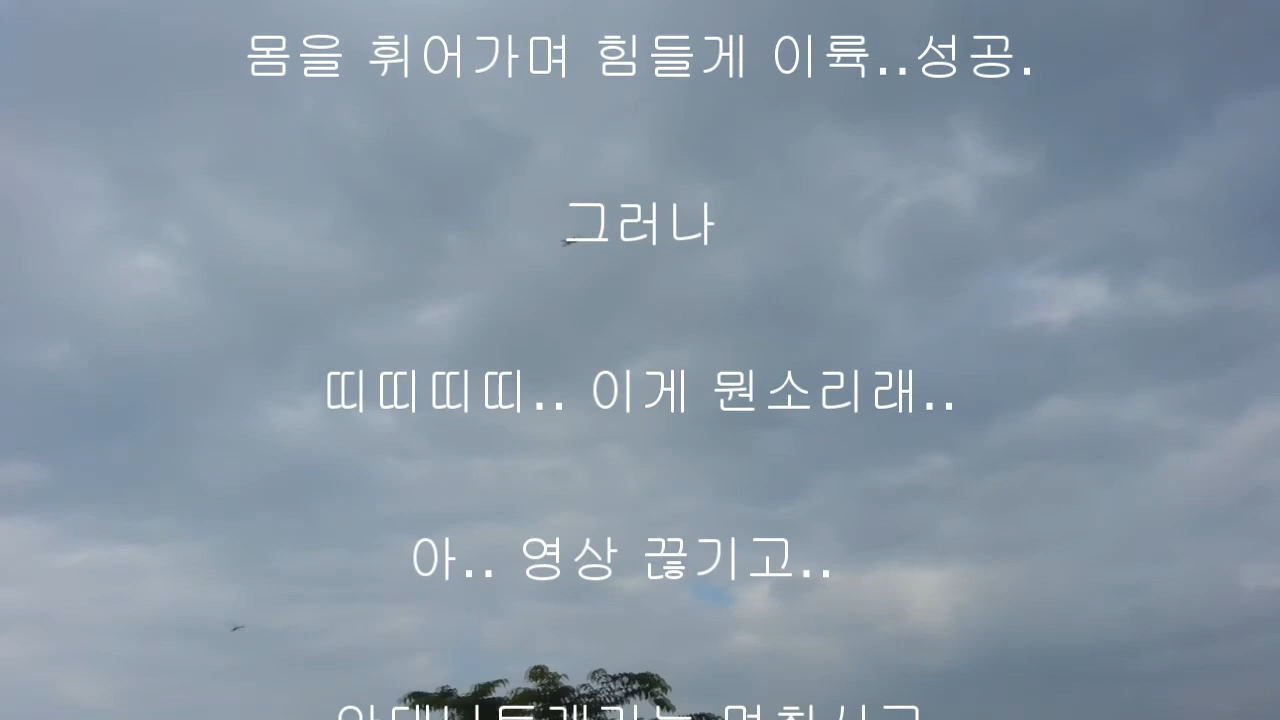 몸을 휘어가며 힘들게 이륙..성공.
그러나
띠띠띠띠.. 이게 뭔소리래..
아.. 영상 끊기고..